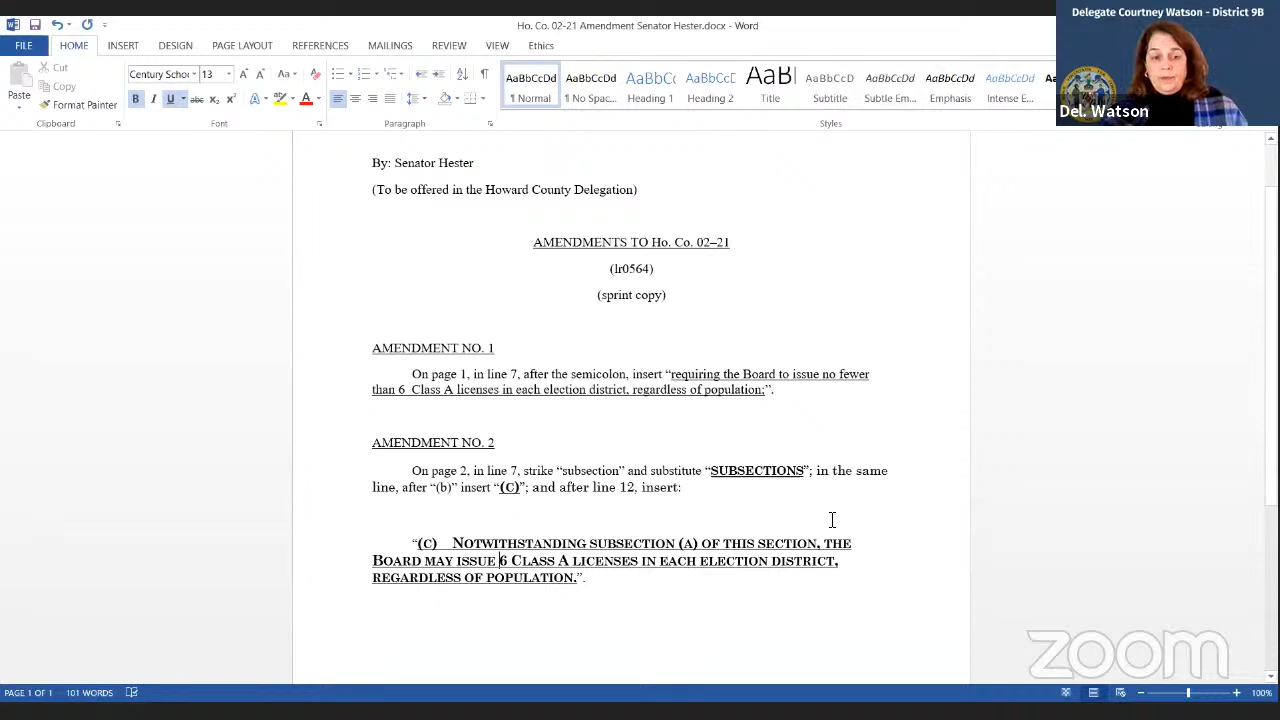 Ho. Co. 02-21 Amendment Senator Hester.docx - Word
Delegate Courtney Watson - District 9B
FILE HOME INSERT DESIGN PAGE LAYOUT REFERENCES MAILINGS REVIEW VIEW Ethics
Cut
Copy
Format Painter
Paste
Clipboard
Century Schoo 13
Font
Paragraph
AaBbCcDd AaBbCcDd AaBbC( AaBbCcD AaB AaBbCcD AaBbCcDd AaBbCcDd AaBbCcDd
¶ Normal ¶ No Spac... Heading 1 Heading 2 Title Subtitle Subtle Em... Emphasis Intense E...
Styles
Del. Watson
By: Senator Hester
(To be offered in the Howard County Delegation)
AMENDMENTS TO Ho. Co. 02–21
(lr0564)
(sprint copy)
AMENDMENT NO. 1
On page 1, in line 7, after the semicolon, insert “requiring the Board to issue no fewer
than 6 Class A licenses in each election district, regardless of population;”.
AMENDMENT NO. 2
On page 2, in line 7, strike “subsection” and substitute “SUBSECTIONS”; in the same
line, after “(b)” insert “(C)”; and after line 12, insert:
“(C) NOTWITHSTANDING SUBSECTION (A) OF THIS SECTION, THE
BOARD MAY ISSUE 6 CLASS A LICENSES IN EACH ELECTION DISTRICT,
REGARDLESS OF POPULATION.”.
zoom
PAGE 1 OF 1 101 WORDS
100%